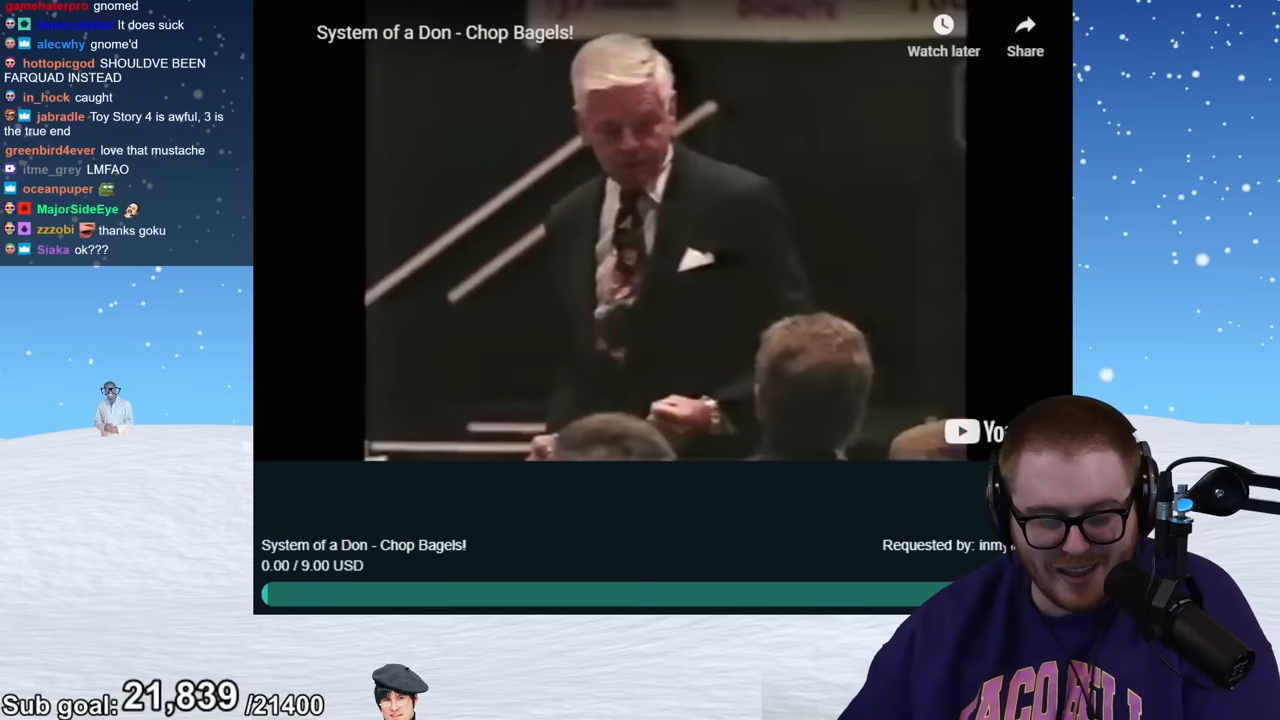 gamehaterpro gnomed
It does suck
alecwhy gnome'd
hottopicgod SHOULDVE BEEN
FARQUAD INSTEAD
in_hock caught
jabradle Toy Story 4 is awful, 3 is
the true end
greenbird4ever love that mustache
itme_grey LMFAO
oceanpuper
MajorSideEye
zzzobi thanks goku
Siaka ok???
System of a Don - Chop Bagels!
Watch later
Share
System of a Don - Chop Bagels!
Requested by:
0.00 / 9.00 USD
TACO BELL
Sub goal: 21,839 /21400